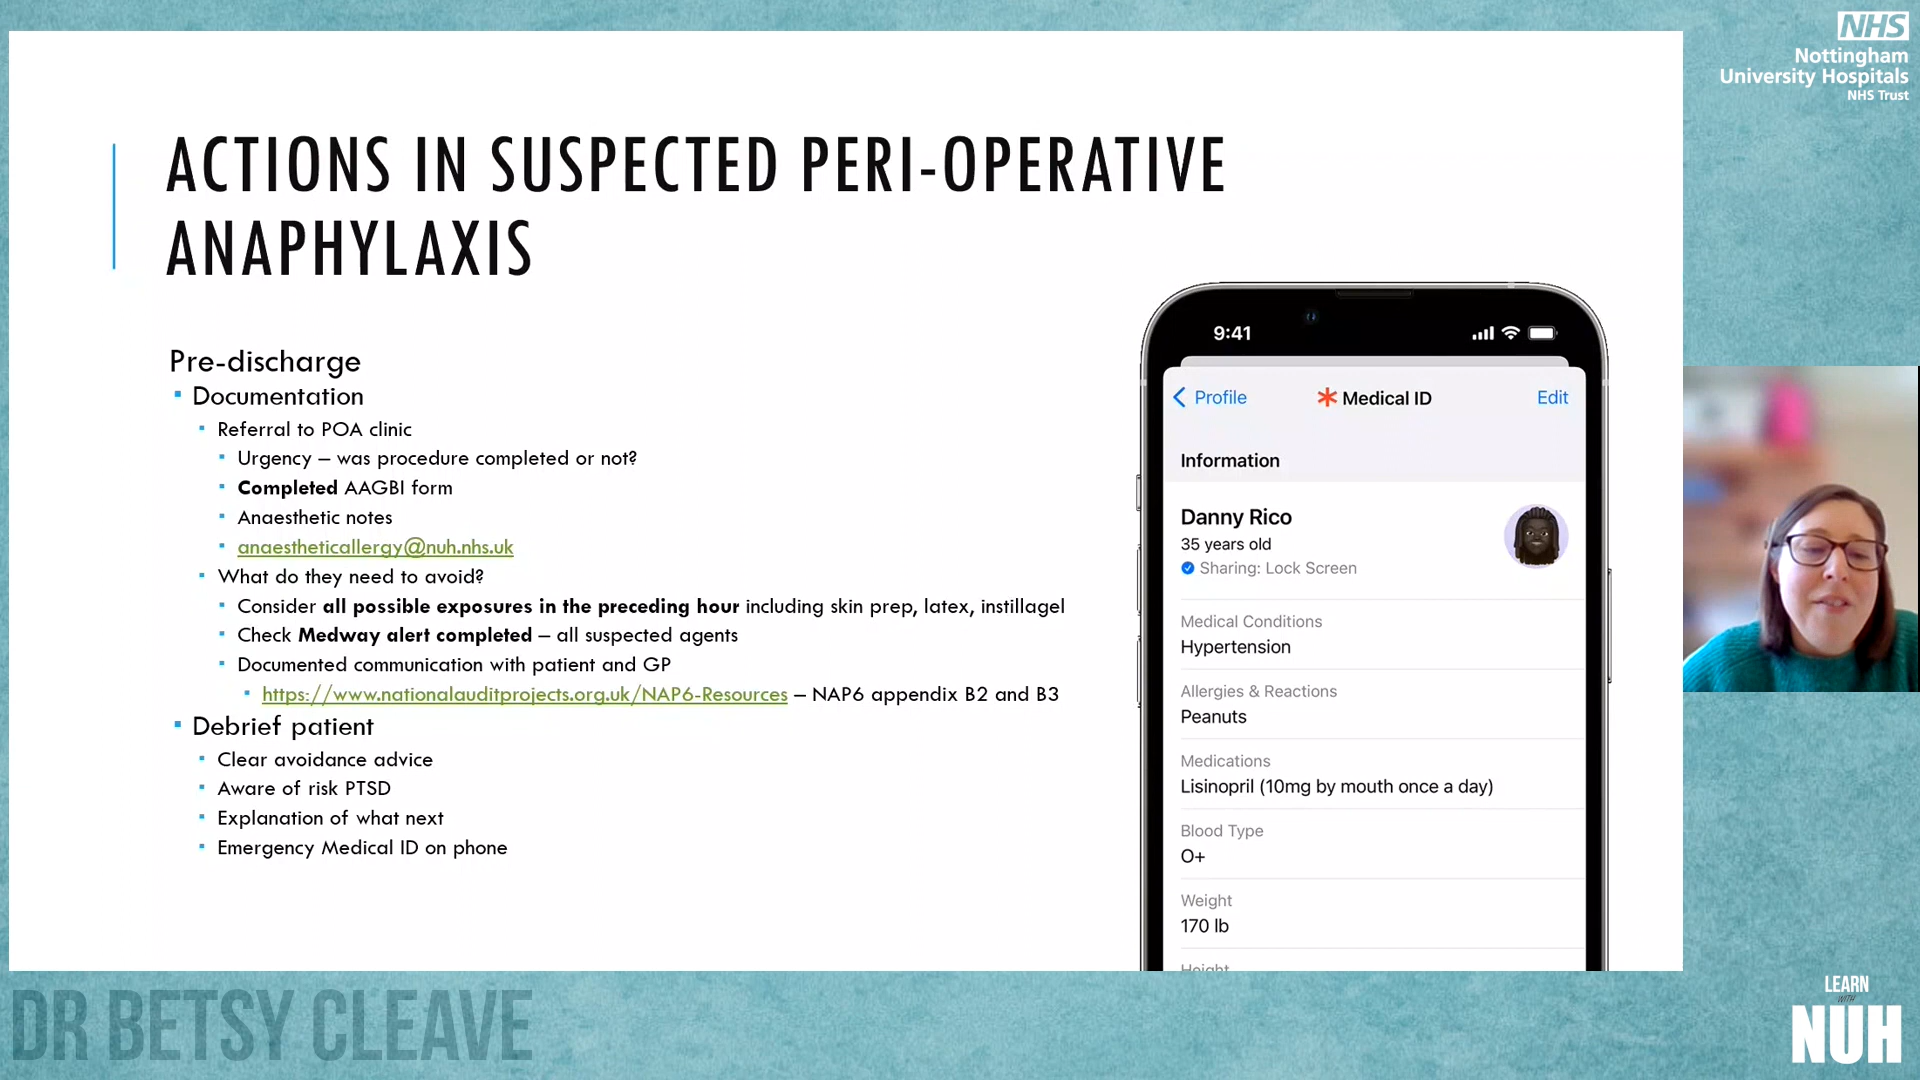 NHS
Nottingham
University Hospitals
NHS Trust
ACTIONS IN SUSPECTED PERI-OPERATIVE
ANAPHYLAXIS
Pre-discharge
Documentation
Referral to POA clinic
Urgency – was procedure completed or not?
Completed AAGBI form
Anaesthetic notes
anaestheticallergy@nuh.nhs.uk
What do they need to avoid?
Consider all possible exposures in the preceding hour including skin prep, latex, instillagel
Check Medway alert completed – all suspected agents
Documented communication with patient and GP
https://www.nationalauditprojects.org.uk/NAP6-Resources – NAP6 appendix B2 and B3
Debrief patient
Clear avoidance advice
Aware of risk PTSD
Explanation of what next
Emergency Medical ID on phone
9:41
Profile Medical ID Edit
Information
Danny Rico
35 years old
Sharing: Lock Screen
Medical Conditions
Hypertension
Allergies & Reactions
Peanuts
Medications
Lisinopril (10mg by mouth once a day)
Blood Type
O+
Weight
170 lb
Height
DR BETSY CLEAVE
LEARN
WITH
NUH